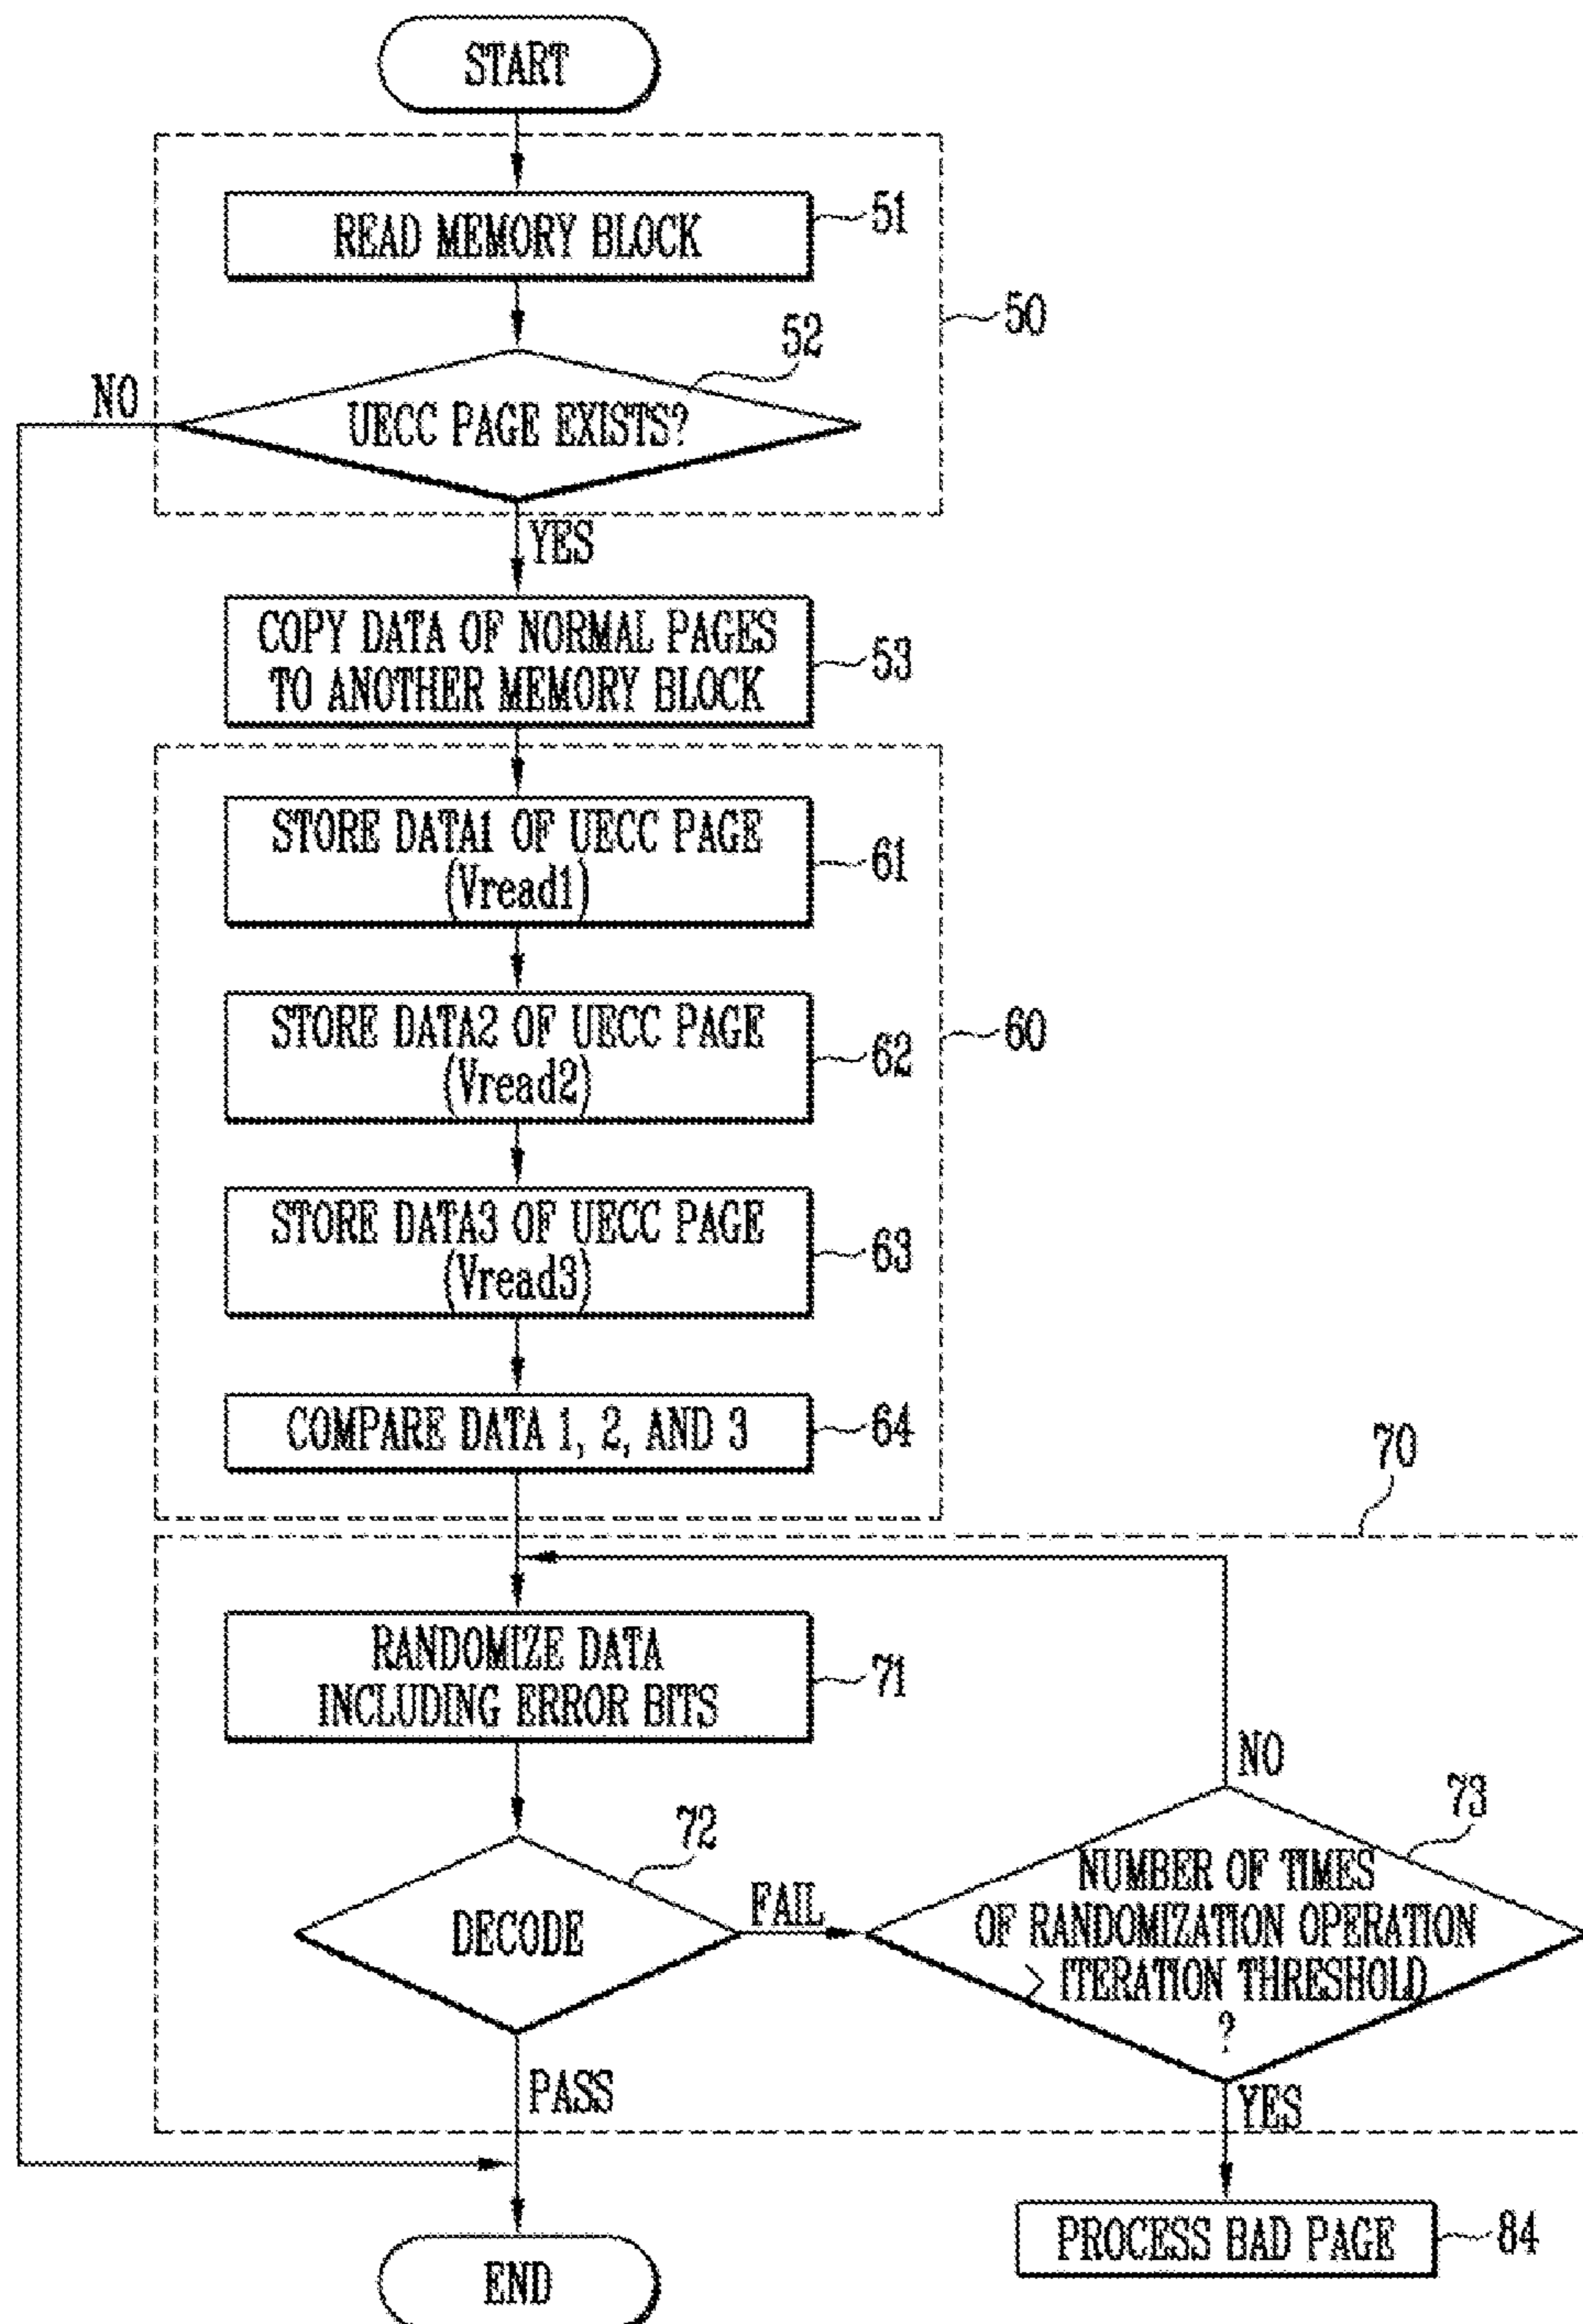 START
READ MEMORY BLOCK
51
50
52
NO
UECC PAGE EXISTS?
YES
COPY DATA OF NORMAL PAGES
TO ANOTHER MEMORY BLOCK
53
STORE DATA1 OF UECC PAGE
(Vread1)
61
STORE DATA2 OF UECC PAGE
(Vread2)
62
60
STORE DATA3 OF UECC PAGE
(Vread3)
63
COMPARE DATA 1, 2, AND 3
64
70
RANDOMIZE DATA
INCLUDING ERROR BITS
71
NO
73
72
DECODE
FAIL
NUMBER OF TIMES
OF RANDOMIZATION OPERATION
> ITERATION THRESHOLD
?
PASS
YES
PROCESS BAD PAGE
84
END